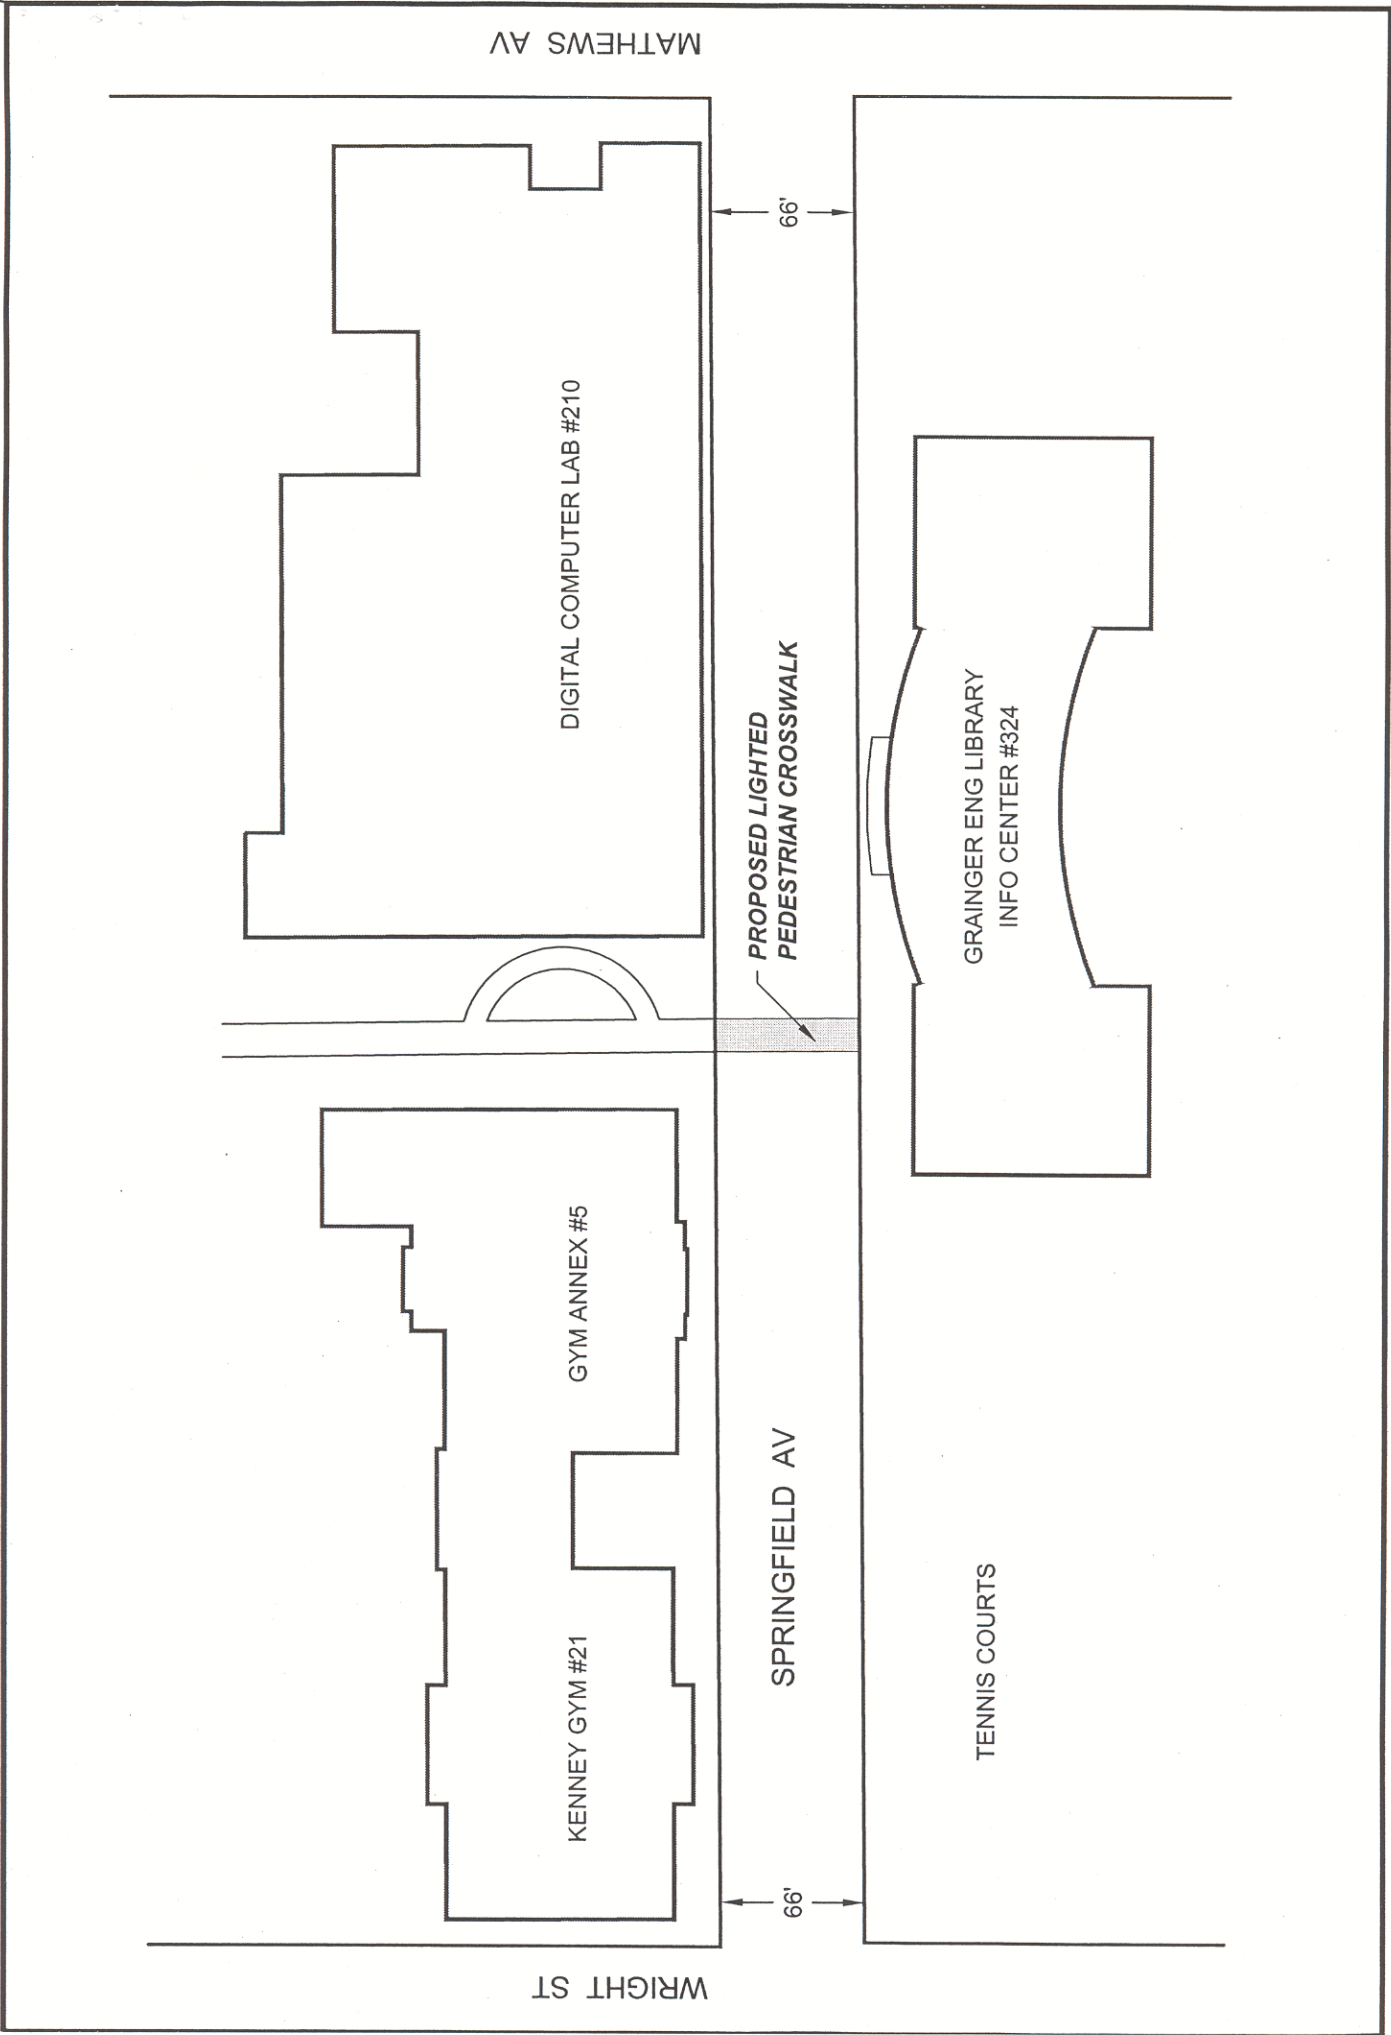 MATHEWS AV
DIGITAL COMPUTER LAB #210
66'
PROPOSED LIGHTED
PEDESTRIAN CROSSWALK
GRAINGER ENG LIBRARY
INFO CENTER #324
GYM ANNEX #5
KENNEY GYM #21
SPRINGFIELD AV
TENNIS COURTS
66'
WRIGHT ST